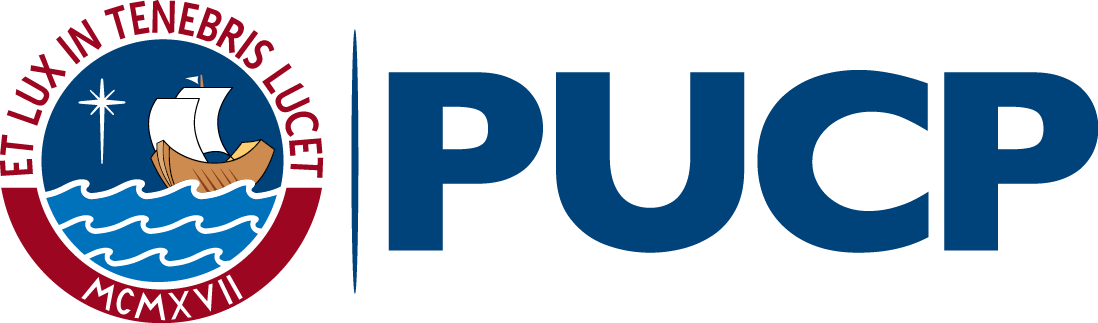 ET LUX IN TENEBRIS LUCET
MCMXVII
PUCP